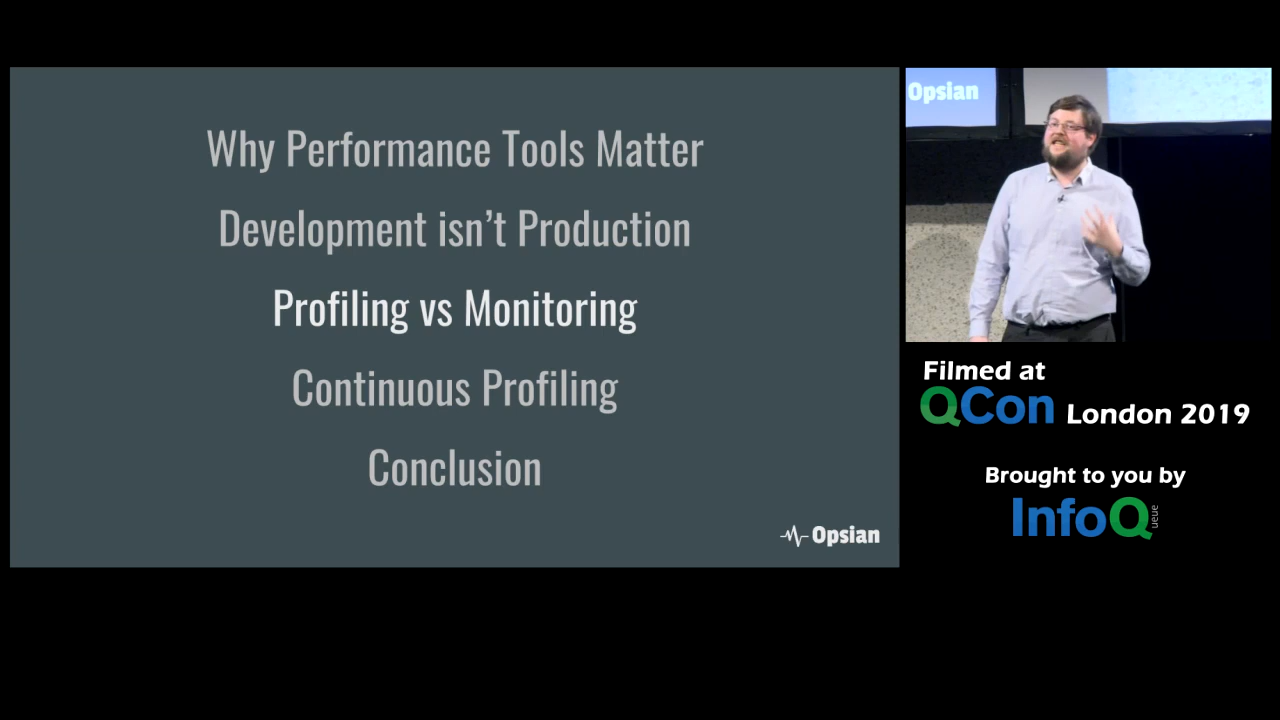 Why Performance Tools Matter
Development isn't Production
Profiling vs Monitoring
Continuous Profiling
Conclusion
Opsian
Opsian
Filmed at
QCon London 2019
Brought to you by
InfoQ
ueue